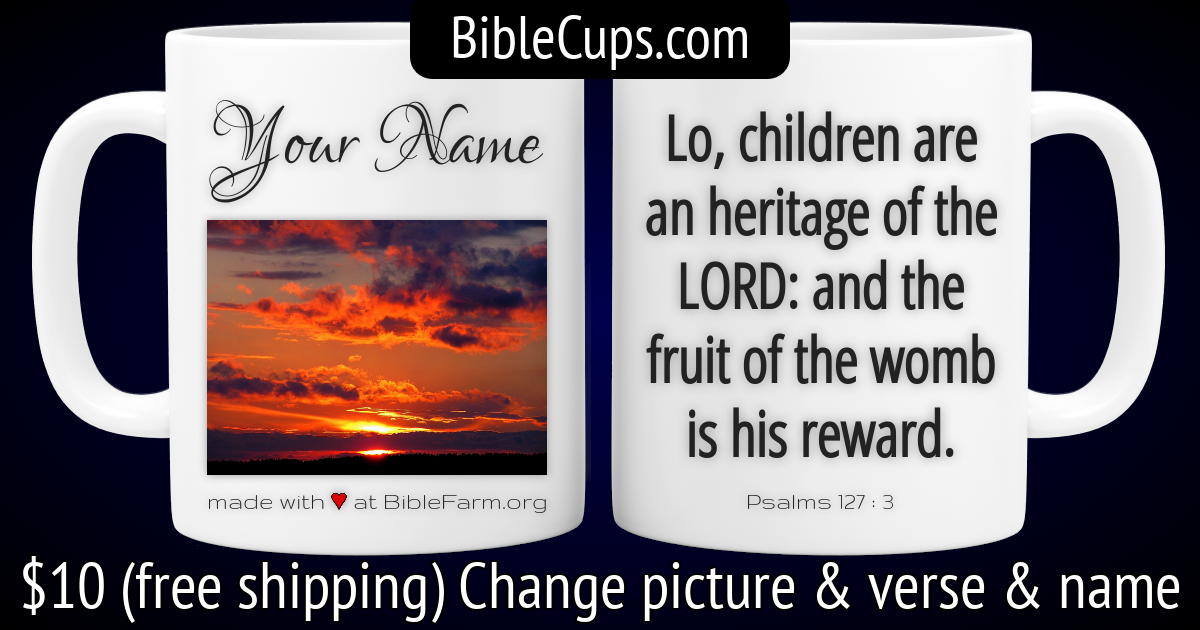 BibleCups.com
Your Name
made with ♥ at BibleFarm.org
Lo, children are
an heritage of the
LORD: and the
fruit of the womb
is his reward.
Psalms 127 : 3
$10 (free shipping) Change picture & verse & name